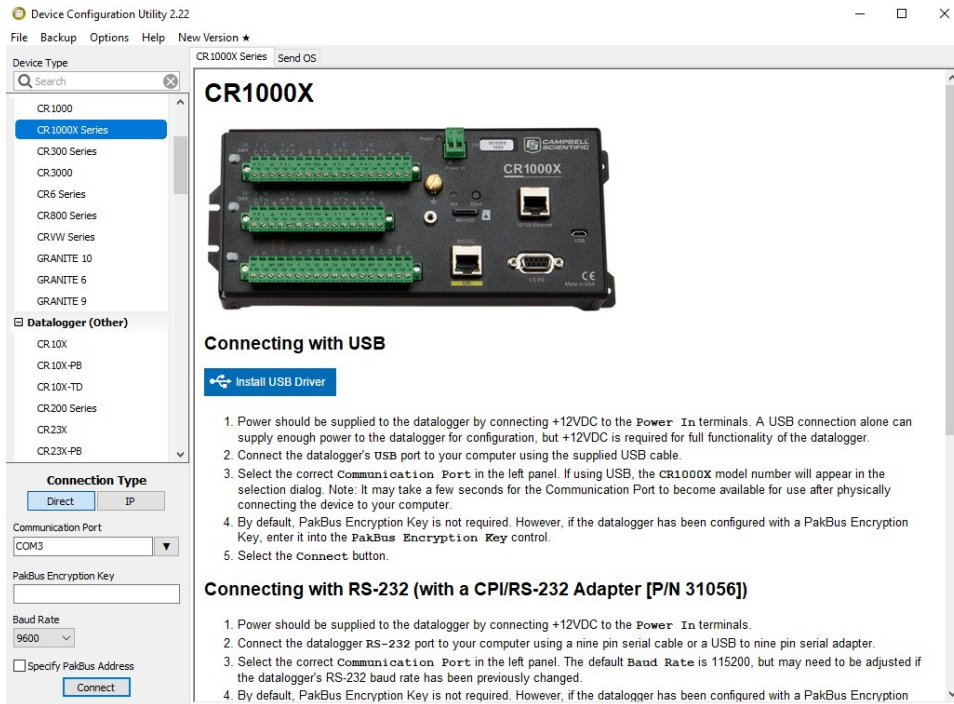 Device Configuration Utility 2.22
File Backup Options Help New Version ★
Device Type
Search
CR1000
CR1000X Series
CR300 Series
CR3000
CR6 Series
CR800 Series
CRVW Series
GRANITE 10
GRANITE 6
GRANITE 9
Datalogger (Other)
CR10X
CR10X-PB
CR10X-TD
CR200 Series
CR23X
CR23X-PB
Connection Type
Direct IP
Communication Port
COM3
PakBus Encryption Key
Baud Rate
9600
Specify PakBus Address
Connect
CR1000X Series Send OS
CR1000X
CAMPBELL
SCIENTIFIC
CR1000X
Power In
10/100 Ethernet
USB
RS-232
CPI
CS I/O
CE
Made in USA
Connecting with USB
Install USB Driver
1. Power should be supplied to the datalogger by connecting +12VDC to the Power In terminals. A USB connection alone can
supply enough power to the datalogger for configuration, but +12VDC is required for full functionality of the datalogger.
2. Connect the datalogger's USB port to your computer using the supplied USB cable.
3. Select the correct Communication Port in the left panel. If using USB, the CR1000X model number will appear in the
selection dialog. Note: It may take a few seconds for the Communication Port to become available for use after physically
connecting the device to your computer.
4. By default, PakBus Encryption Key is not required. However, if the datalogger has been configured with a PakBus Encryption
Key, enter it into the PakBus Encryption Key control.
5. Select the Connect button.
Connecting with RS-232 (with a CPI/RS-232 Adapter [P/N 31056])
1. Power should be supplied to the datalogger by connecting +12VDC to the Power In terminals.
2. Connect the datalogger RS-232 port to your computer using a nine pin serial cable or a USB to nine pin serial adapter.
3. Select the correct Communication Port in the left panel. The default Baud Rate is 115200, but may need to be adjusted if
the datalogger's RS-232 baud rate has been previously changed.
4. By default, PakBus Encryption Key is not required. However, if the datalogger has been configured with a PakBus Encryption